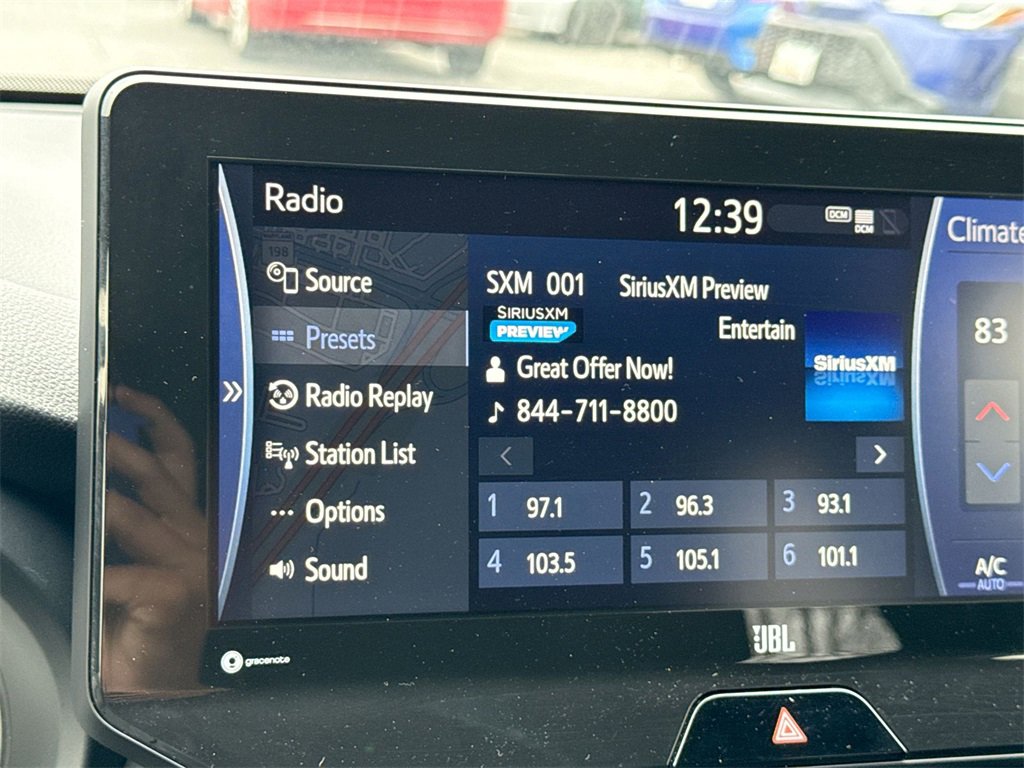 Radio
12:39
DCM
DCM
Climate
198
Source
Presets
Radio Replay
Station List
Options
Sound
SXM 001 SiriusXM Preview
SIRIUSXM
PREVIEW
Entertain
SiriusXM
Great Offer Now!
844-711-8800
1 97.1
2 96.3
3 93.1
4 103.5
5 105.1
6 101.1
83
A/C
AUTO
gracenote
JBL